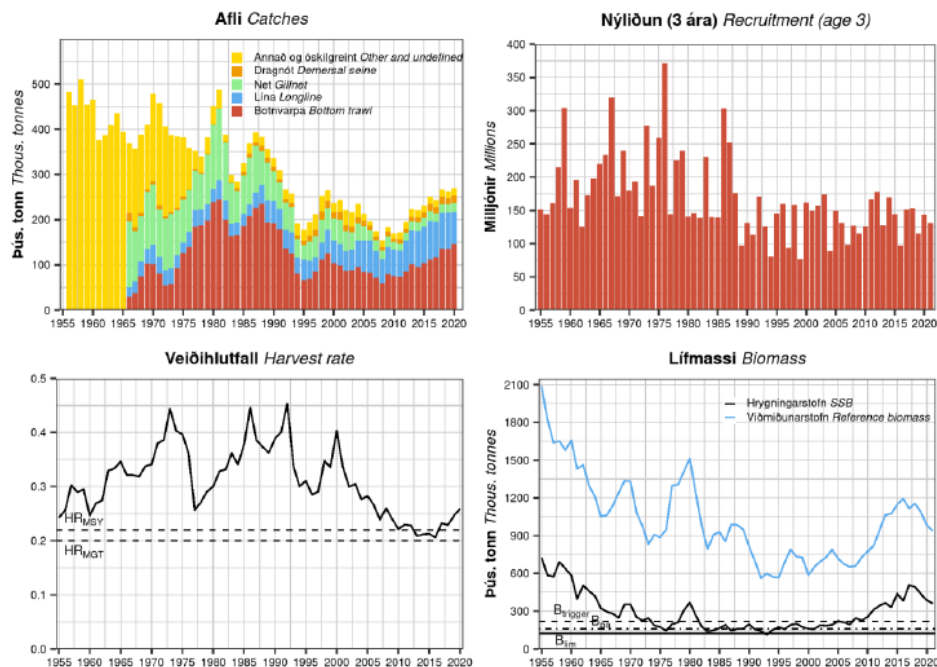 Afli Catches
Þús. tonn Thous. tonnes
500
400
300
200
100
0
Annað og óskilgreint Other and undefined
Dragnót Demersal seine
Net Gillnet
Lína Longline
Botnvarpa Bottom trawl
1955 1960 1965 1970 1975 1980 1985 1990 1995 2000 2005 2010 2015 2020
Nýliðun (3 ára) Recruitment (age 3)
Milljónir Millions
400
350
300
250
200
150
100
50
0
1955 1960 1965 1970 1975 1980 1985 1990 1995 2000 2005 2010 2015 2020
Veiðihlutfall Harvest rate
0.5
0.4
0.3
0.2
0.1
0.0
HRMSY
HRMGT
1955 1960 1965 1970 1975 1980 1985 1990 1995 2000 2005 2010 2015 2020
Lífmassi Biomass
Þús. tonn Thous. tonnes
2100
1800
1500
1200
900
600
300
0
Hrygningarstofn SSB
Viðmiðunarstofn Reference biomass
Btrigger
Blim
1955 1960 1965 1970 1975 1980 1985 1990 1995 2000 2005 2010 2015 2020